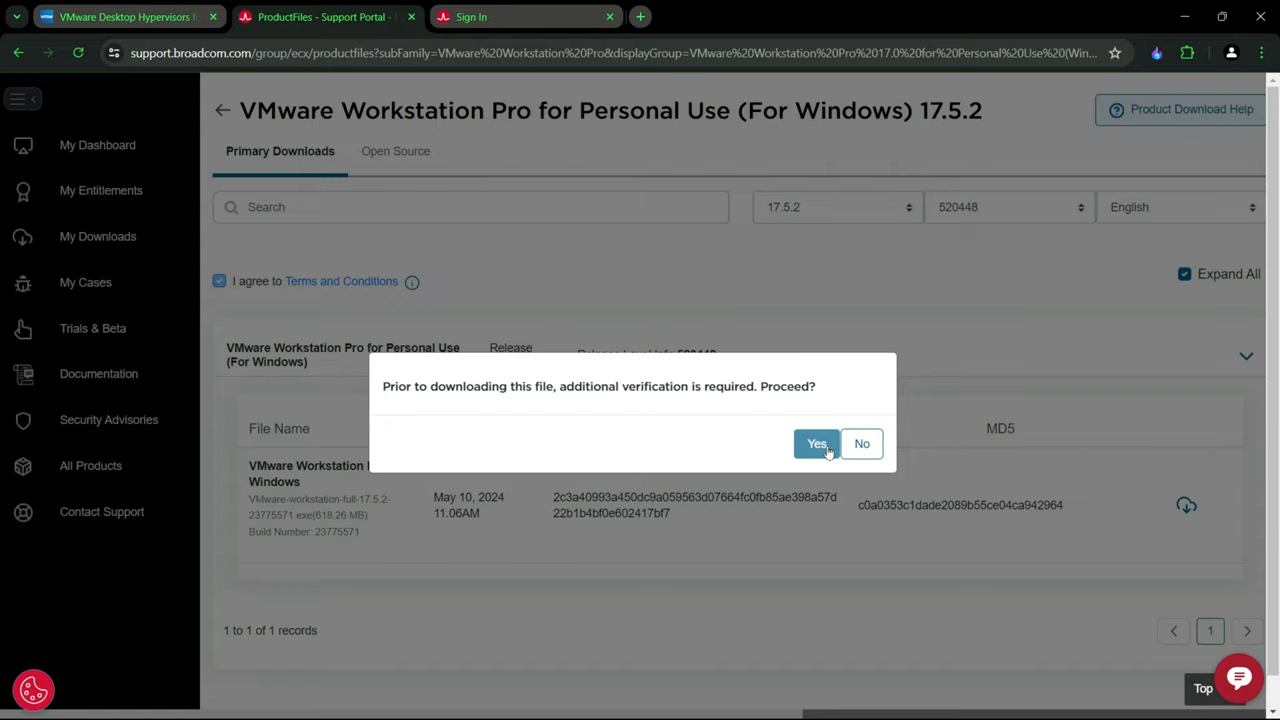 VMware Desktop Hypervisors f
ProductFiles - Support Portal -
Sign In
support.broadcom.com/group/ecx/productfiles?subFamily=VMware%20Workstation%20Pro&displayGroup=VMware%20Workstation%20Pro%2017.0%20for%20Personal%20Use%20(Win...
VMware Workstation Pro for Personal Use (For Windows) 17.5.2
Product Download Help
My Dashboard
Primary Downloads
Open Source
My Entitlements
Search
17.5.2
520448
English
My Downloads
My Cases
I agree to Terms and Conditions
Expand All
Trials & Beta
VMware Workstation Pro for Personal Use
(For Windows)
Release
520448
Documentation
Prior to downloading this file, additional verification is required. Proceed?
Yes
No
Security Advisories
File Name
MD5
All Products
VMware Workstation
Windows
VMware-workstation-full-17.5.2-
23775571.exe(618.26 MB)
Build Number: 23775571
May 10, 2024
11.06AM
2c3a40993a450dc9a059563d07664fc0fb85ae398a57d
22b1b4bf0e602417bf7
c0a0353c1dade2089b55ce04ca942964
Contact Support
1 to 1 of 1 records
1
Top